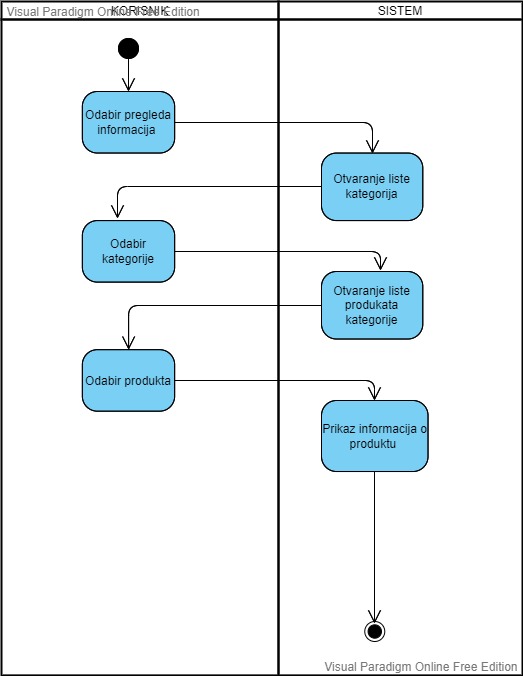 Visual Paradigm Online Free Edition
KORISNIK
SISTEM
Odabir pregleda
informacija
Otvaranje liste
kategorija
Odabir
kategorije
Otvaranje liste
produkata
kategorije
Odabir produkta
Prikaz informacija o
produktu
Visual Paradigm Online Free Edition